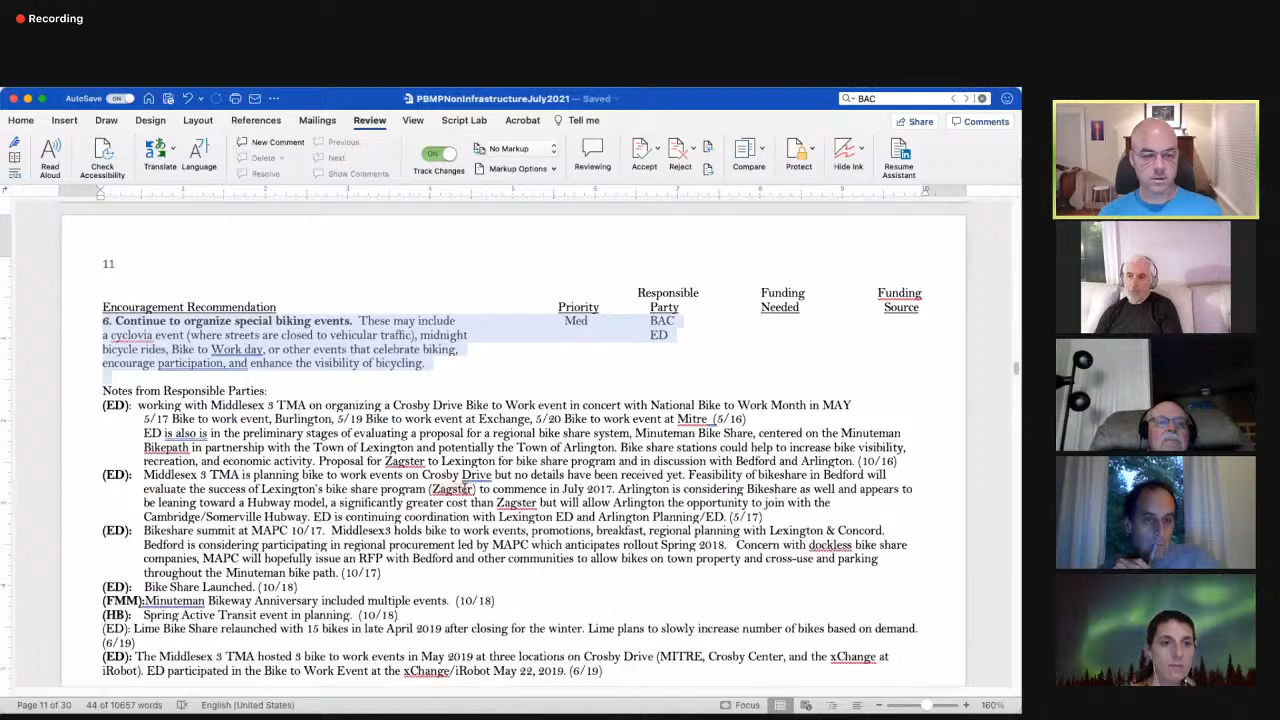 Recording
AutoSave ON
PBMPNonInfrastructureJuly2021 — Saved
BAC
Home Insert Draw Design Layout References Mailings Review View Script Lab Acrobat Tell me
Share Comments
Read Aloud
Check Accessibility
Translate
Language
New Comment
Delete
Resolve
Previous
Next
Show Comments
ON
Track Changes
No Markup
Markup Options
Reviewing
Accept
Reject
Compare
Protect
Hide Ink
Resume Assistant
11
Responsible Funding Funding
Encouragement Recommendation Priority Party Needed Source
6. Continue to organize special biking events. These may include Med BAC
a cyclovia event (where streets are closed to vehicular traffic), midnight ED
bicycle rides, Bike to Work day, or other events that celebrate biking,
encourage participation, and enhance the visibility of bicycling.
Notes from Responsible Parties:
(ED): working with Middlesex 3 TMA on organizing a Crosby Drive Bike to Work event in concert with National Bike to Work Month in MAY
5/17 Bike to work event, Burlington, 5/19 Bike to work event at Exchange, 5/20 Bike to work event at Mitre (5/16)
ED is also is in the preliminary stages of evaluating a proposal for a regional bike share system, Minuteman Bike Share, centered on the Minuteman
Bikepath in partnership with the Town of Lexington and potentially the Town of Arlington. Bike share stations could help to increase bike visibility,
recreation, and economic activity. Proposal for Zagster to Lexington for bike share program and in discussion with Bedford and Arlington. (10/16)
(ED): Middlesex 3 TMA is planning bike to work events on Crosby Drive but no details have been received yet. Feasibility of bikeshare in Bedford will
evaluate the success of Lexington's bike share program (Zagster) to commence in July 2017. Arlington is considering Bikeshare as well and appears to
be leaning toward a Hubway model, a significantly greater cost than Zagster but will allow Arlington the opportunity to join with the
Cambridge/Somerville Hubway. ED is continuing coordination with Lexington ED and Arlington Planning/ED. (5/17)
(ED): Bikeshare summit at MAPC 10/17. Middlesex3 holds bike to work events, promotions, breakfast, regional planning with Lexington & Concord.
Bedford is considering participating in regional procurement led by MAPC which anticipates rollout Spring 2018. Concern with dockless bike share
companies, MAPC will hopefully issue an RFP with Bedford and other communities to allow bikes on town property and cross-use and parking
throughout the Minuteman bike path. (10/17)
(ED): Bike Share Launched. (10/18)
(FMM):Minuteman Bikeway Anniversary included multiple events. (10/18)
(HB): Spring Active Transit event in planning. (10/18)
(ED): Lime Bike Share relaunched with 15 bikes in late April 2019 after closing for the winter. Lime plans to slowly increase number of bikes based on demand.
(6/19)
(ED): The Middlesex 3 TMA hosted 3 bike to work events in May 2019 at three locations on Crosby Drive (MITRE, Crosby Center, and the xChange at
iRobot). ED participated in the Bike to Work Event at the xChange/iRobot May 22, 2019. (6/19)
Page 11 of 30 44 of 10657 words English (United States) Focus 160%